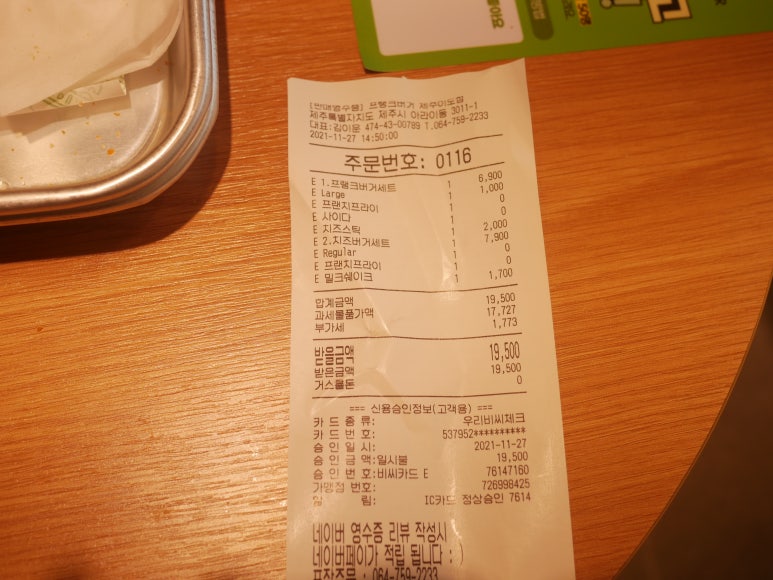 [판매영수증] 프랭크버거 제주이도점
제주특별자치도 제주시 아라이동 3011-1
대표:김이문 474-43-00789 T.064-759-2233
2021-11-27 14:50:00
주문번호: 0116
E 1.프랭크버거세트 1 6,900
E Large 1 1,000
E 프랜치프라이 1 0
E 사이다 1 0
E 치즈스틱 1 2,000
E 2.치즈버거세트 1 7,900
E Regular 1 0
E 프랜치프라이 1 0
E 밀크쉐이크 1 1,700
합계금액 19,500
과세물품가액 17,727
부가세 1,773
받을금액 19,500
받은금액 19,500
거스름돈 0
=== 신용승인정보(고객용) ===
카 드 종 류: 우리비씨체크
카 드 번 호: 537952**********
승 인 일 시: 2021-11-27
승 인 금 액:일시불 19,500
승 인 번 호:비씨카드 E 76147160
가맹점 번호: 726998425
알 림: IC카드 정상승인 7614
네이버 영수증 리뷰 작성시
네이버페이가 적립 됩니다 : )
포장주문 : 064-759-2233